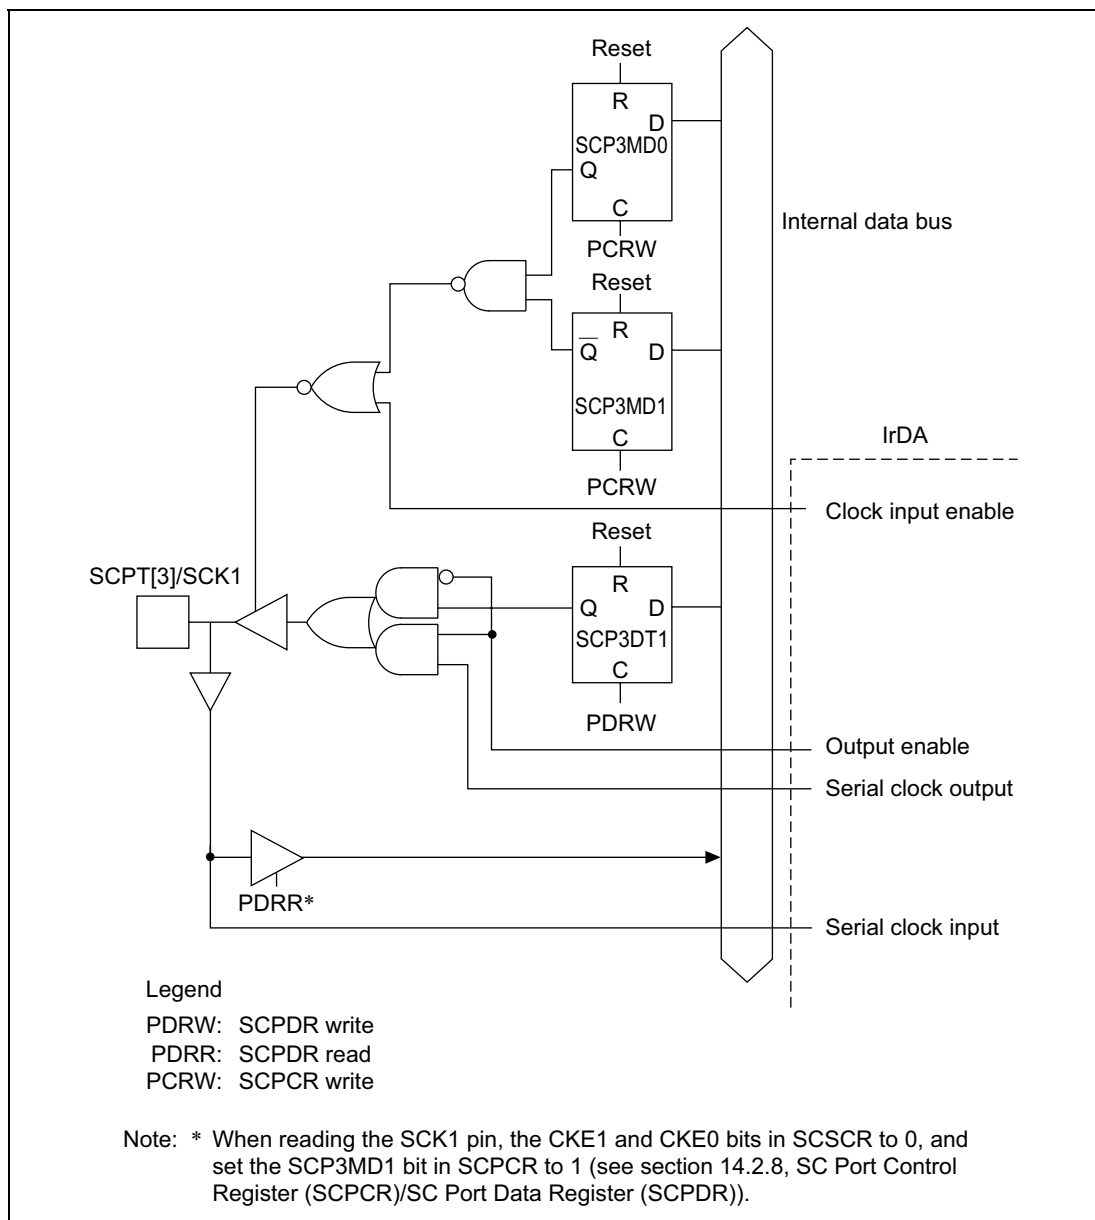 Reset
R
D
SCP3MD0
Q
C
PCRW
Internal data bus
Reset
R
Q̅
D
SCP3MD1
C
PCRW
IrDA
Clock input enable
Reset
SCPT[3]/SCK1
R
Q
D
SCP3DT1
C
PDRW
Output enable
Serial clock output
PDRR*
Serial clock input
Legend
PDRW: SCPDR write
PDRR: SCPDR read
PCRW: SCPCR write
Note: * When reading the SCK1 pin, the CKE1 and CKE0 bits in SCSCR to 0, and
set the SCP3MD1 bit in SCPCR to 1 (see section 14.2.8, SC Port Control
Register (SCPCR)/SC Port Data Register (SCPDR)).